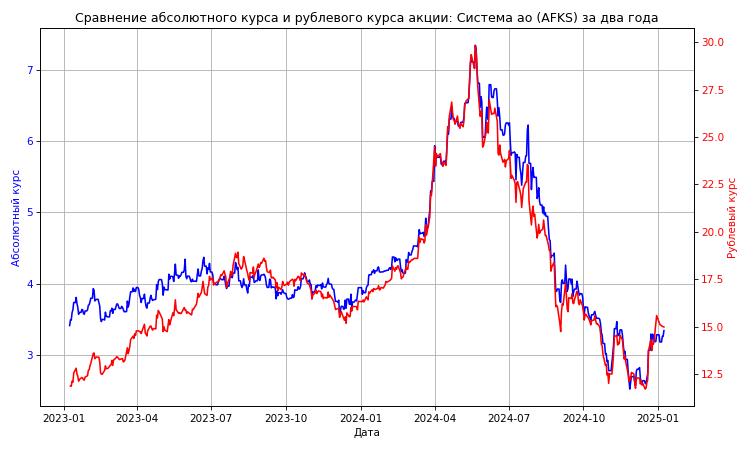 Сравнение абсолютного курса и рублевого курса акции: Система ао (AFKS) за два года
Абсолютный курс
7
6
5
4
3
30.0
27.5
25.0
22.5
20.0
17.5
15.0
12.5
Рублевый курс
2023-01 2023-04 2023-07 2023-10 2024-01 2024-04 2024-07 2024-10 2025-01
Дата